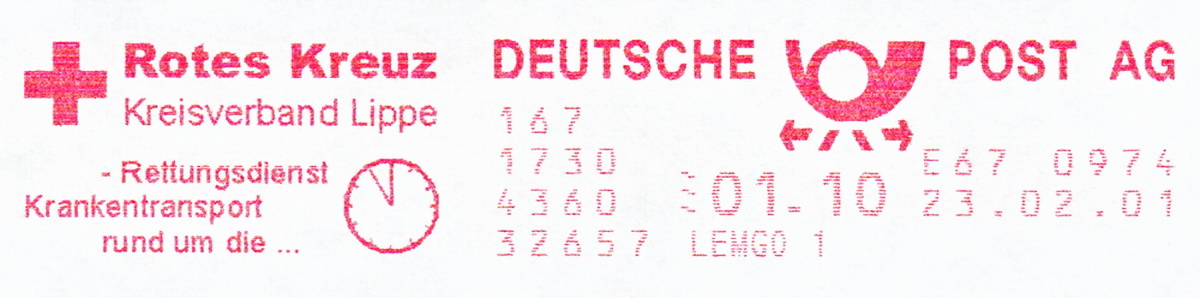 Rotes Kreuz
Kreisverband Lippe
- Rettungsdienst
Krankentransport
rund um die ...
DEUTSCHE POST AG
167
1730
4360
32657 LEMGO 1
01.10
E67 0974
23.02.01